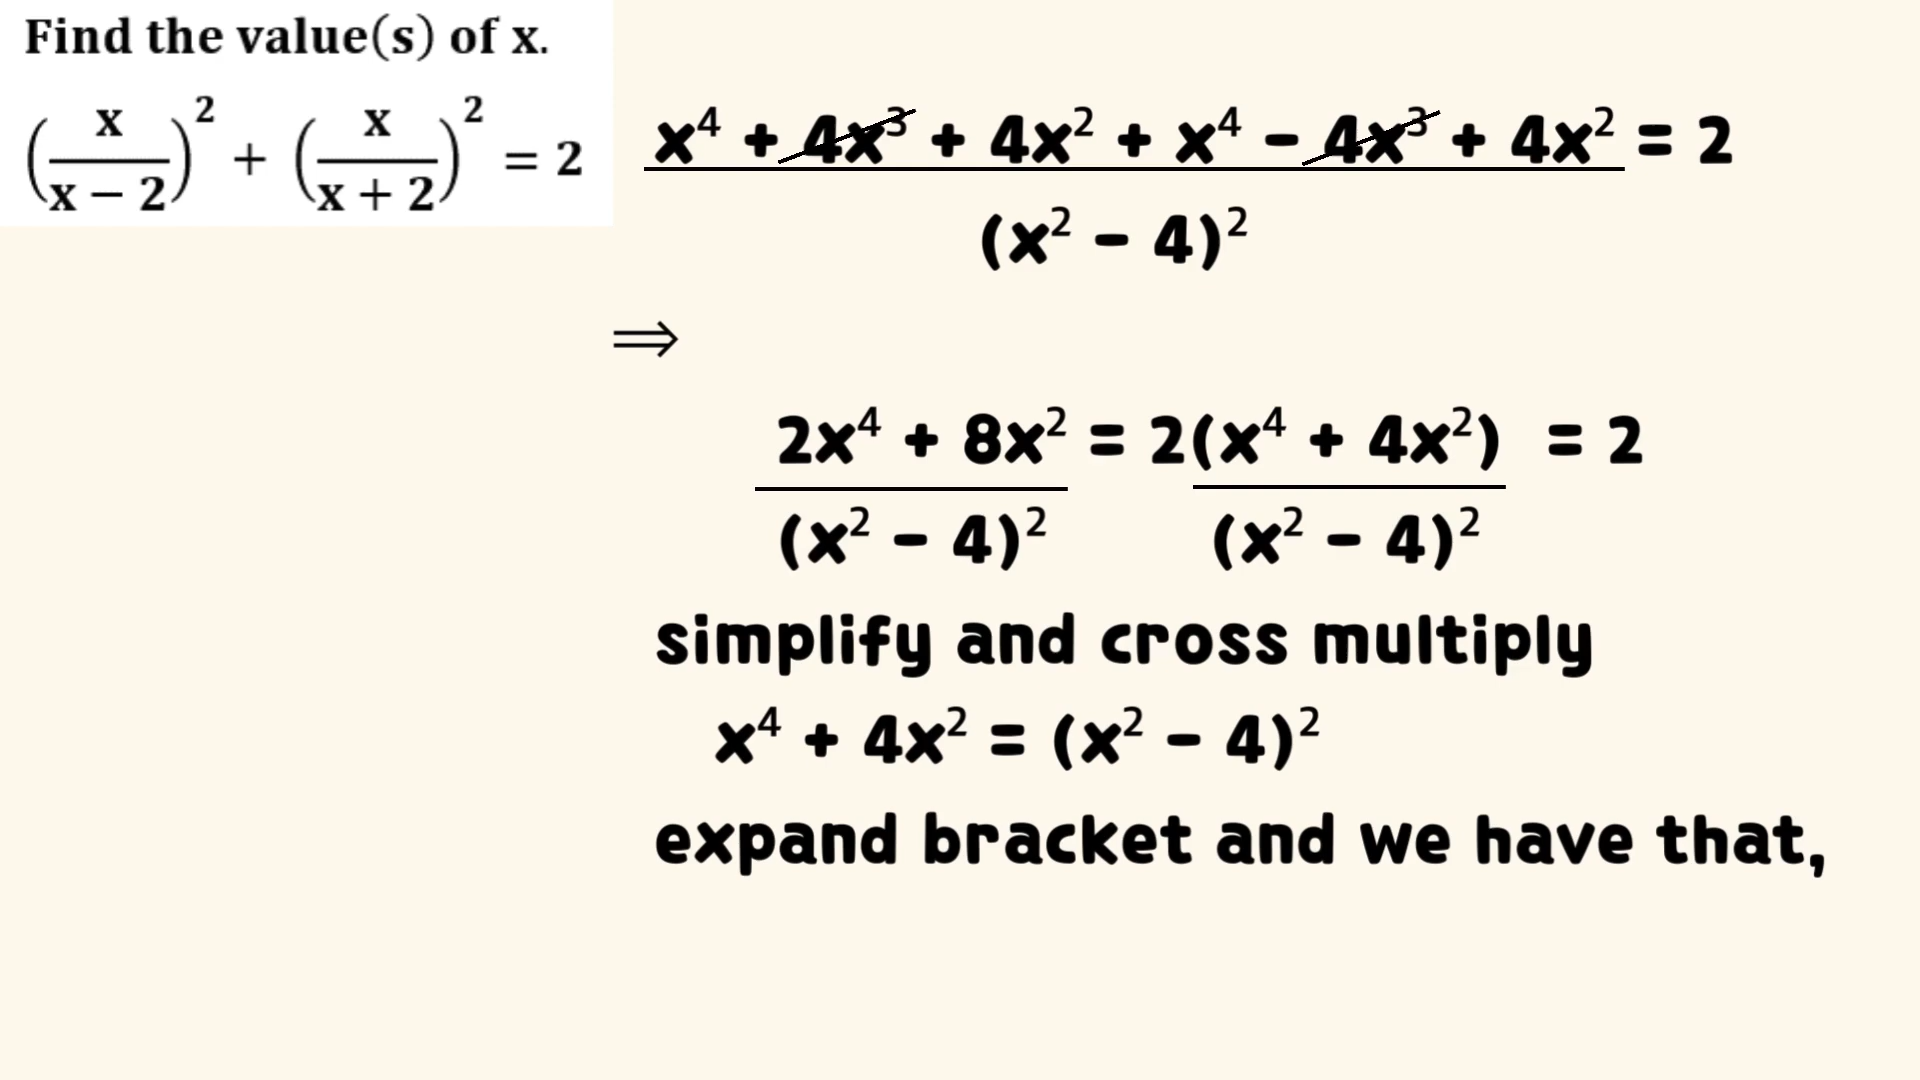 Find the value(s) of x.
(x/(x − 2))² + (x/(x + 2))² = 2
x⁴ + 4x³ + 4x² + x⁴ − 4x³ + 4x² = 2
(x² − 4)²
⟹
2x⁴ + 8x² = 2(x⁴ + 4x²) = 2
(x² − 4)² (x² − 4)²
simplify and cross multiply
x⁴ + 4x² = (x² − 4)²
expand bracket and we have that,